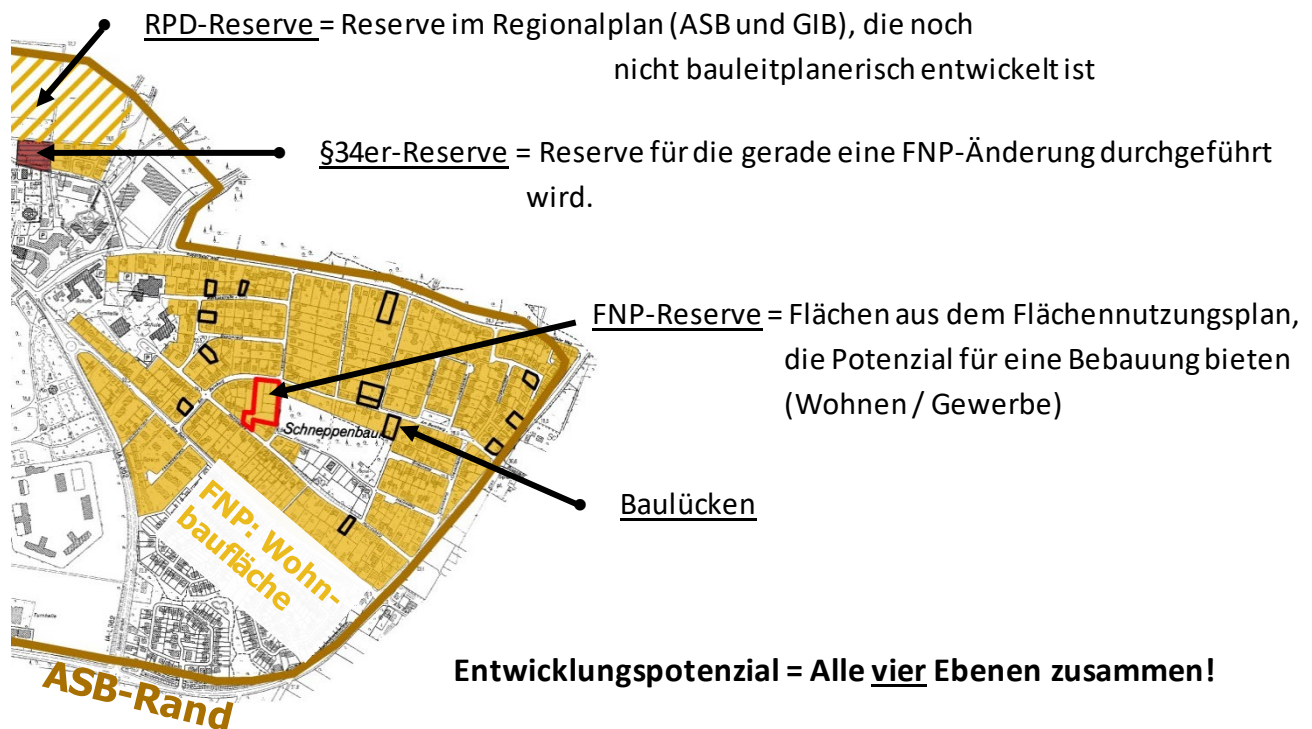 RPD-Reserve = Reserve im Regionalplan (ASB und GIB), die noch
nicht bauleitplanerisch entwickelt ist
§34er-Reserve = Reserve für die gerade eine FNP-Änderung durchgeführt
wird.
FNP-Reserve = Flächen aus dem Flächennutzungsplan,
die Potenzial für eine Bebauung bieten
(Wohnen / Gewerbe)
Schneppenbaum
Baulücken
FNP: Wohn-
baufläche
Turnhalle
Entwicklungspotenzial = Alle vier Ebenen zusammen!
ASB-Rand